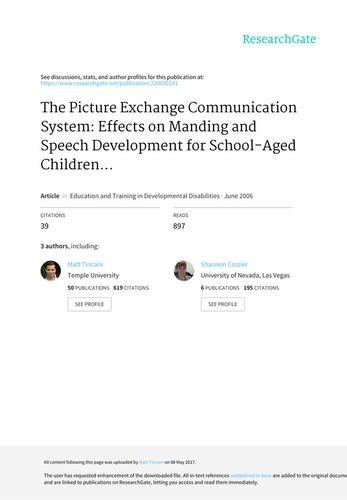 ResearchGate
See discussions, stats, and author profiles for this publication at:
https://www.researchgate.net/publication/220030241
The Picture Exchange Communication
System: Effects on Manding and
Speech Development for School-Aged
Children...
Article in Education and Training in Developmental Disabilities · June 2006
CITATIONS
39
READS
897
3 authors, including:
Matt Tincani
Temple University
50 PUBLICATIONS 619 CITATIONS
SEE PROFILE
Shannon Crozier
University of Nevada, Las Vegas
6 PUBLICATIONS 195 CITATIONS
SEE PROFILE
All content following this page was uploaded by Matt Tincani on 08 May 2017.
The user has requested enhancement of the downloaded file. All in-text references underlined in blue are added to the original docume
and are linked to publications on ResearchGate, letting you access and read them immediately.